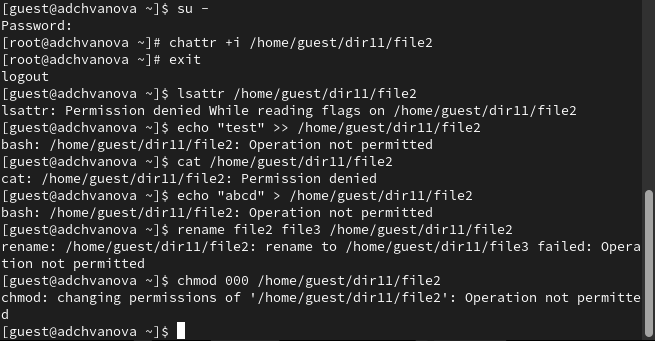 [guest@adchvanova ~]$ su -
Password:
[root@adchvanova ~]# chattr +i /home/guest/dir11/file2
[root@adchvanova ~]# exit
logout
[guest@adchvanova ~]$ lsattr /home/guest/dir11/file2
lsattr: Permission denied While reading flags on /home/guest/dir11/file2
[guest@adchvanova ~]$ echo "test" >> /home/guest/dir11/file2
bash: /home/guest/dir11/file2: Operation not permitted
[guest@adchvanova ~]$ cat /home/guest/dir11/file2
cat: /home/guest/dir11/file2: Permission denied
[guest@adchvanova ~]$ echo "abcd" > /home/guest/dir11/file2
bash: /home/guest/dir11/file2: Operation not permitted
[guest@adchvanova ~]$ rename file2 file3 /home/guest/dir11/file2
rename: /home/guest/dir11/file2: rename to /home/guest/dir11/file3 failed: Opera
tion not permitted
[guest@adchvanova ~]$ chmod 000 /home/guest/dir11/file2
chmod: changing permissions of '/home/guest/dir11/file2': Operation not permitte
d
[guest@adchvanova ~]$